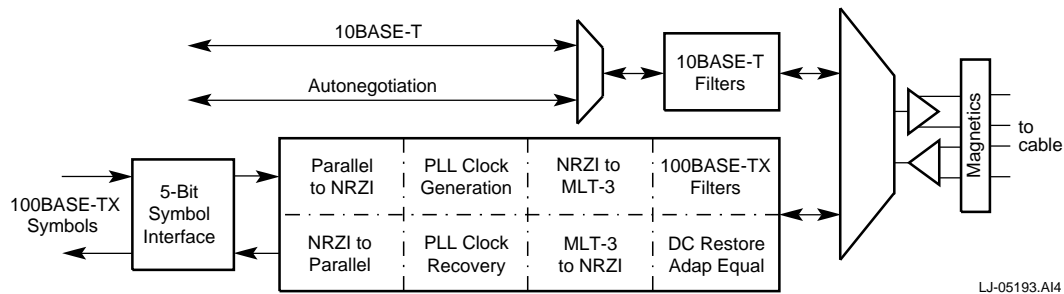 10BASE-T
Autonegotiation
10BASE-T
Filters
Magnetics
to
cable
100BASE-TX
Symbols
5-Bit
Symbol
Interface
Parallel
to NRZI
PLL Clock
Generation
NRZI to
MLT-3
100BASE-TX
Filters
NRZI to
Parallel
PLL Clock
Recovery
MLT-3
to NRZI
DC Restore
Adap Equal
LJ-05193.AI4